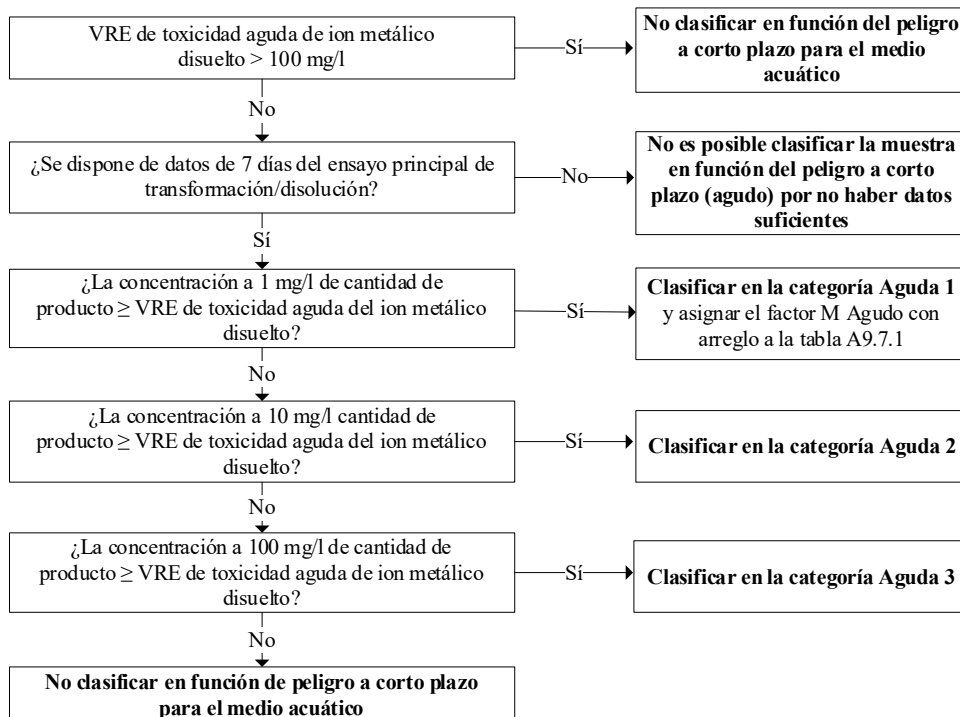 VRE de toxicidad aguda de ion metálico
disuelto > 100 mg/l
Sí
No clasificar en función del peligro
a corto plazo para el medio
acuático
No
¿Se dispone de datos de 7 días del ensayo principal de
transformación/disolución?
No
No es posible clasificar la muestra
en función del peligro a corto
plazo (agudo) por no haber datos
suficientes
Sí
¿La concentración a 1 mg/l de cantidad de
producto ≥ VRE de toxicidad aguda del ion metálico
disuelto?
Sí
Clasificar en la categoría Aguda 1
y asignar el factor M Agudo con
arreglo a la tabla A9.7.1
No
¿La concentración a 10 mg/l cantidad de
producto ≥ VRE de toxicidad aguda del ion metálico
disuelto?
Sí
Clasificar en la categoría Aguda 2
No
¿La concentración a 100 mg/l de cantidad de
producto ≥ VRE de toxicidad aguda de ion metálico
disuelto?
Sí
Clasificar en la categoría Aguda 3
No
No clasificar en función de peligro a corto plazo
para el medio acuático